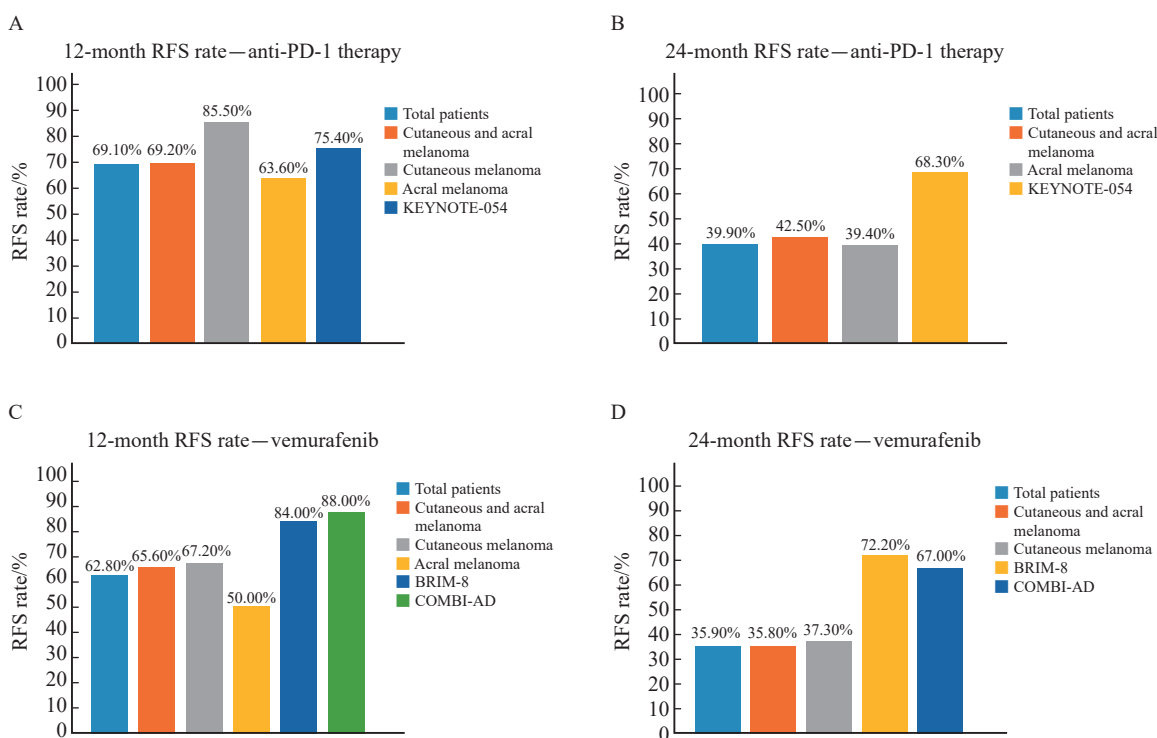 A
12-month RFS rate—anti-PD-1 therapy
RFS rate/%
100
90
80
70
60
50
40
30
20
10
0
69.10%
69.20%
85.50%
63.60%
75.40%
Total patients
Cutaneous and acral
melanoma
Cutaneous melanoma
Acral melanoma
KEYNOTE-054
B
24-month RFS rate—anti-PD-1 therapy
RFS rate/%
100
90
80
70
60
50
40
30
20
10
0
39.90%
42.50%
39.40%
68.30%
Total patients
Cutaneous and acral
melanoma
Acral melanoma
KEYNOTE-054
C
12-month RFS rate—vemurafenib
RFS rate/%
100
90
80
70
60
50
40
30
20
10
0
62.80%
65.60%
67.20%
50.00%
84.00%
88.00%
Total patients
Cutaneous and acral
melanoma
Cutaneous melanoma
Acral melanoma
BRIM-8
COMBI-AD
D
24-month RFS rate—vemurafenib
RFS rate/%
100
90
80
70
60
50
40
30
20
10
0
35.90%
35.80%
37.30%
72.20%
67.00%
Total patients
Cutaneous and acral
melanoma
Cutaneous melanoma
BRIM-8
COMBI-AD